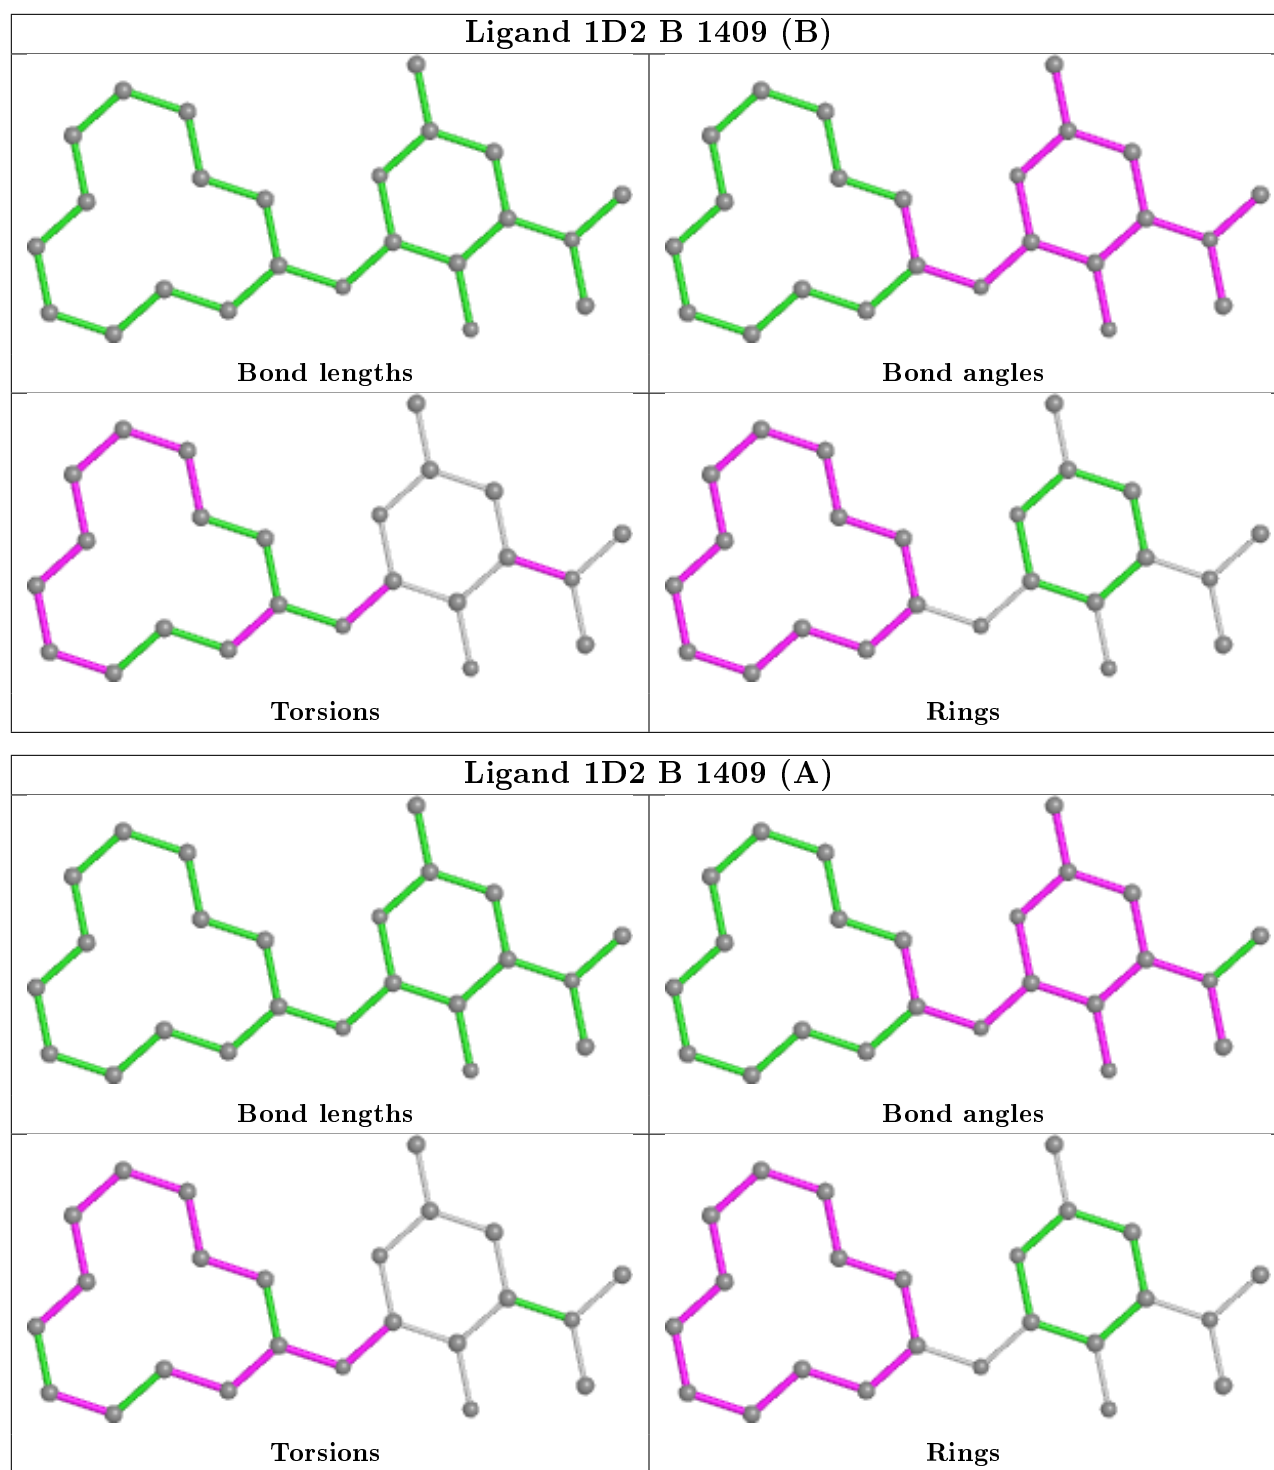 Ligand 1D2 B 1409 (B)
Bond lengths
Bond angles
Torsions
Rings
Ligand 1D2 B 1409 (A)
Bond lengths
Bond angles
Torsions
Rings